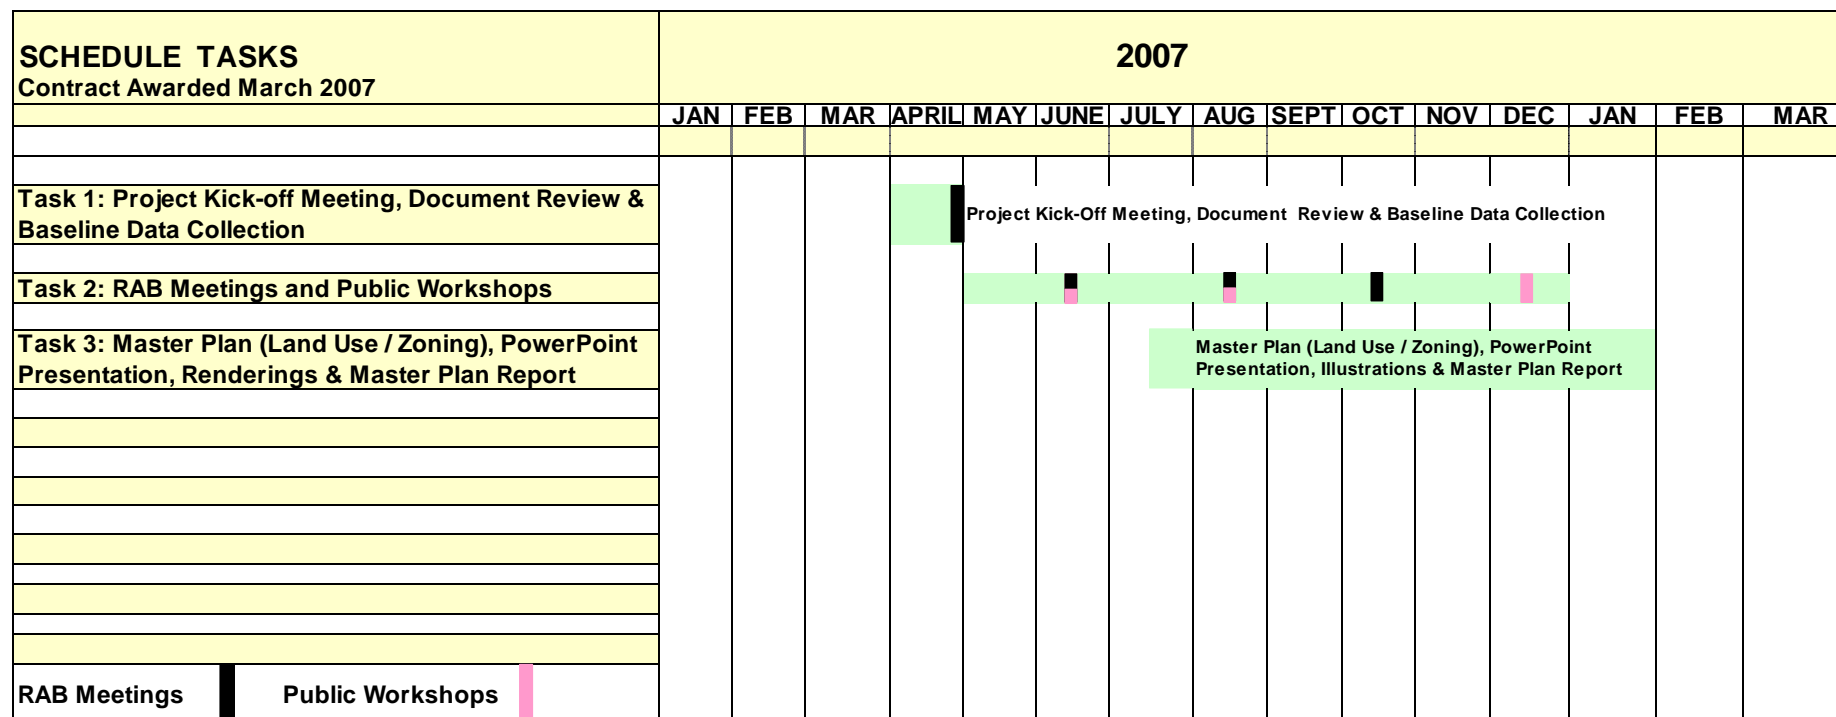 SCHEDULE TASKS
Contract Awarded March 2007
2007
JAN FEB MAR APRIL MAY JUNE JULY AUG SEPT OCT NOV DEC JAN FEB MAR
Task 1: Project Kick-off Meeting, Document Review &
Baseline Data Collection
Project Kick-Off Meeting, Document Review & Baseline Data Collection
Task 2: RAB Meetings and Public Workshops
Task 3: Master Plan (Land Use / Zoning), PowerPoint
Presentation, Renderings & Master Plan Report
Master Plan (Land Use / Zoning), PowerPoint
Presentation, Illustrations & Master Plan Report
RAB Meetings Public Workshops